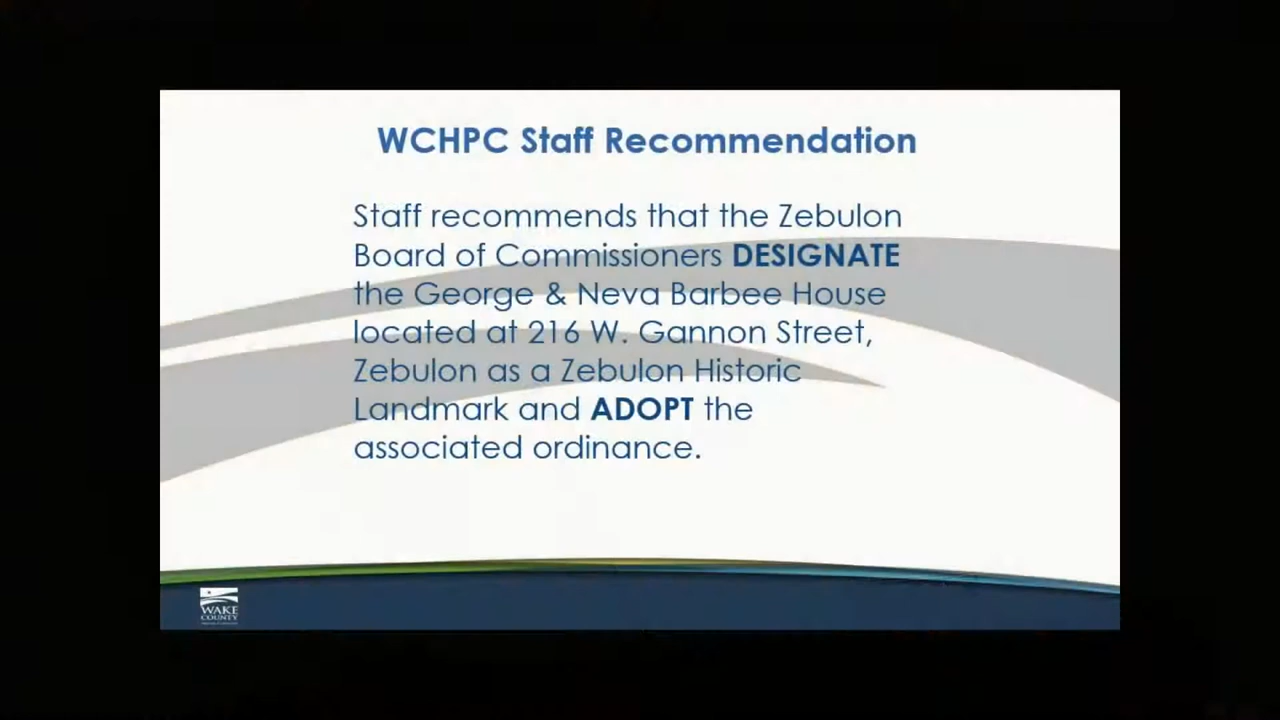 WCHPC Staff Recommendation
Staff recommends that the Zebulon
Board of Commissioners DESIGNATE
the George & Neva Barbee House
located at 216 W. Gannon Street,
Zebulon as a Zebulon Historic
Landmark and ADOPT the
associated ordinance.
WAKE
COUNTY